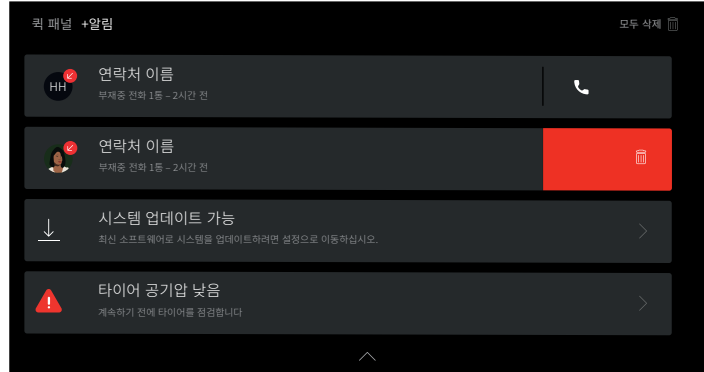 퀵 패널 +알림
모두 삭제
HH
연락처 이름
부재중 전화 1통 – 2시간 전
연락처 이름
부재중 전화 1통 – 2시간 전
시스템 업데이트 가능
최신 소프트웨어로 시스템을 업데이트하려면 설정으로 이동하십시오.
타이어 공기압 낮음
계속하기 전에 타이어를 점검합니다